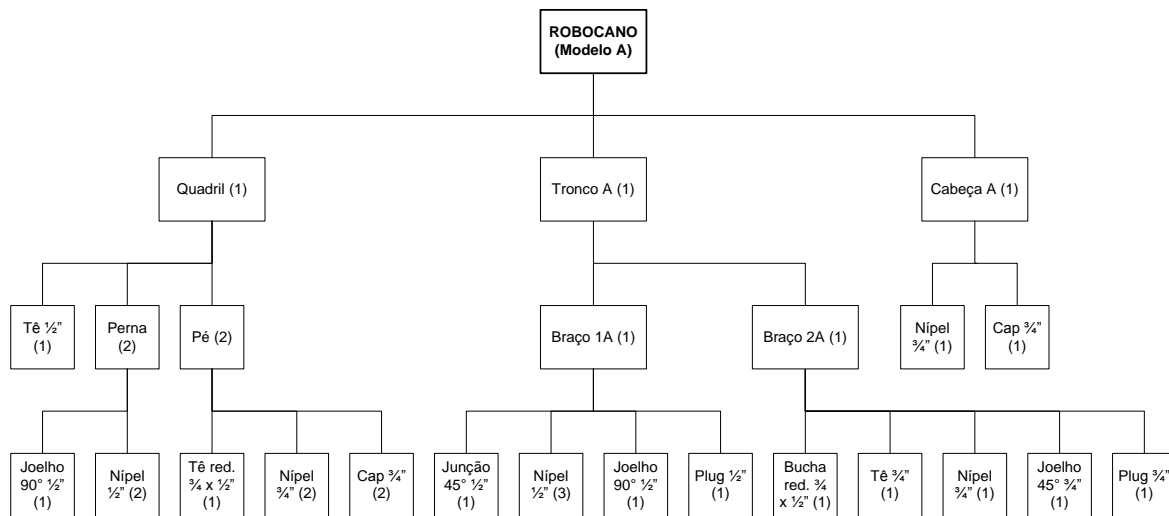 ROBOCANO
(Modelo A)
Quadril (1)
Tronco A (1)
Cabeça A (1)
Tê ½”
(1)
Perna
(2)
Pé (2)
Braço 1A (1)
Braço 2A (1)
Nípel
¾” (1)
Cap ¾”
(1)
Joelho
90° ½”
(1)
Nípel
½” (2)
Tê red.
¾ x ½”
(1)
Nípel
¾” (2)
Cap ¾”
(2)
Junção
45° ½”
(1)
Nípel
½” (3)
Joelho
90° ½”
(1)
Plug ½”
(1)
Bucha
red. ¾
x ½” (1)
Tê ¾”
(1)
Nípel
¾” (1)
Joelho
45° ¾”
(1)
Plug ¾”
(1)